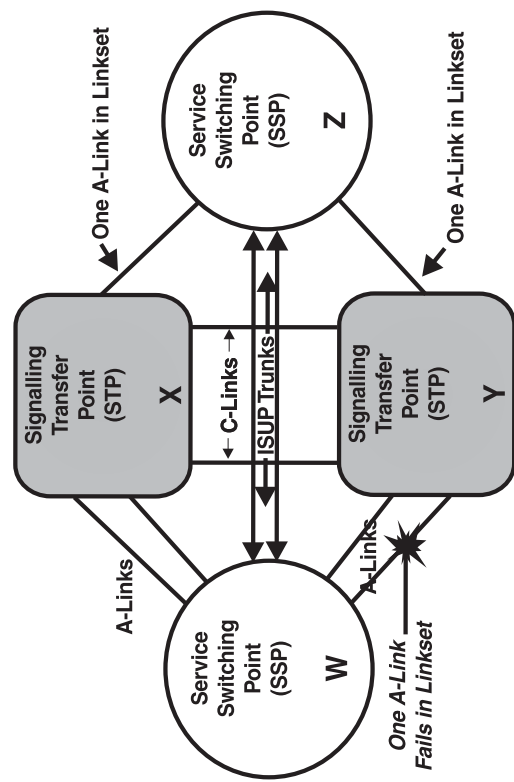 One A-Link in Linkset
Service
Switching
Point
(SSP)
Z
One A-Link in Linkset
Signalling
Transfer
Point
(STP)
X
C-Links
ISUP Trunks
Signalling
Transfer
Point
(STP)
Y
A-Links
Service
Switching
Point
(SSP)
W
A-Links
One A-Link
Fails in Linkset